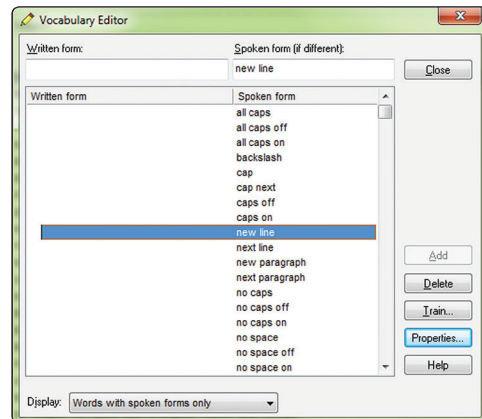 Vocabulary Editor
Written form: Spoken form (if different):
new line
Close
Written form Spoken form
all caps
all caps off
all caps on
backslash
cap
cap next
caps off
caps on
new line
next line
new paragraph
next paragraph
no caps
no caps off
no caps on
no space
no space off
no space on
Add
Delete
Train...
Properties...
Help
Display: Words with spoken forms only